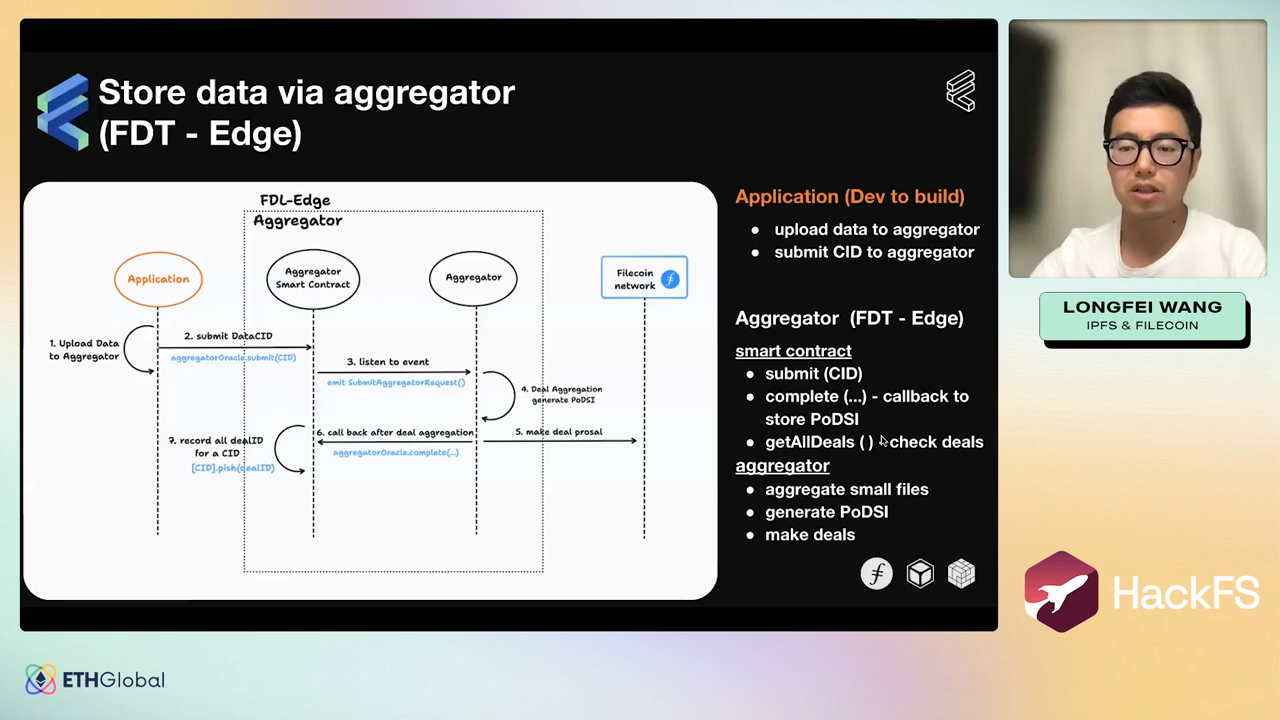 Store data via aggregator
(FDT - Edge)
FDL-Edge
Aggregator
Application
Aggregator
Smart Contract
Aggregator
Filecoin
network
1. Upload Data
to Aggregator
2. submit DataCID
aggregatorOracle.submit(CID)
3. listen to event
emit SubmitAggregatorRequest()
4. Deal Aggregation
generate PoDSI
5. make deal prosal
6. call back after deal aggregation
aggregatorOracle.complete(...)
7. record all dealID
for a CID
[CID].pish(dealID)
Application (Dev to build)
● upload data to aggregator
● submit CID to aggregator
Aggregator (FDT - Edge)
smart contract
● submit (CID)
● complete (...) - callback to
store PoDSI
● getAllDeals ( ) - check deals
aggregator
● aggregate small files
● generate PoDSI
● make deals
LONGFEI WANG
IPFS & FILECOIN
HackFS
ETHGlobal